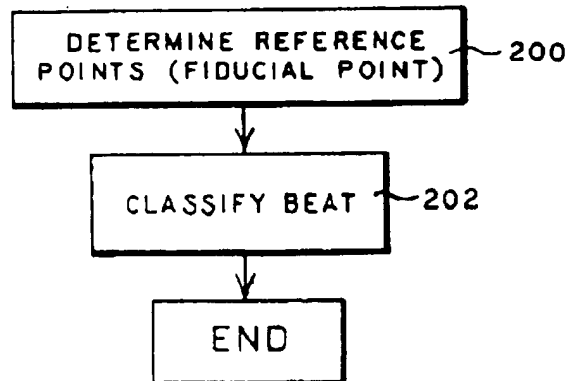 DETERMINE REFERENCE
POINTS (FIDUCIAL POINT)
200
CLASSIFY BEAT
202
END